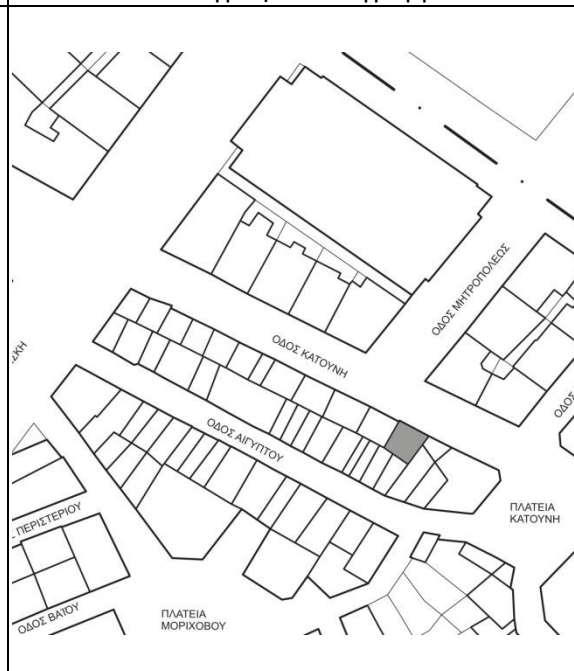 ΟΔΟΣ ΜΗΤΡΟΠΟΛΕΩΣ
ΟΔΟΣ ΚΑΤΟΥΝΗ
ΟΔΟΣ ΑΙΓΥΠΤΟΥ
ΠΛΑΤΕΙΑ
ΚΑΤΟΥΝΗ
ΠΕΡΙΣΤΕΡΙΟΥ
ΟΔΟΣ ΒΑΪΟΥ
ΠΛΑΤΕΙΑ
ΜΟΡΙΧΟΒΟΥ